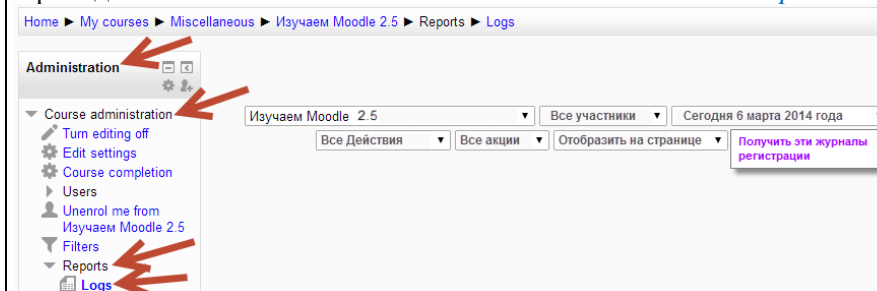 Home ► My courses ► Miscellaneous ► Изучаем Moodle 2.5 ► Reports ► Logs
Administration
Course administration
Изучаем Moodle 2.5 Все участники Сегодня 6 марта 2014 года
Turn editing off
Все Действия Все акции Отобразить на странице Получить эти журналы
регистрации
Edit settings
Course completion
Users
Unenrol me from
Изучаем Moodle 2.5
Filters
Reports
Logs